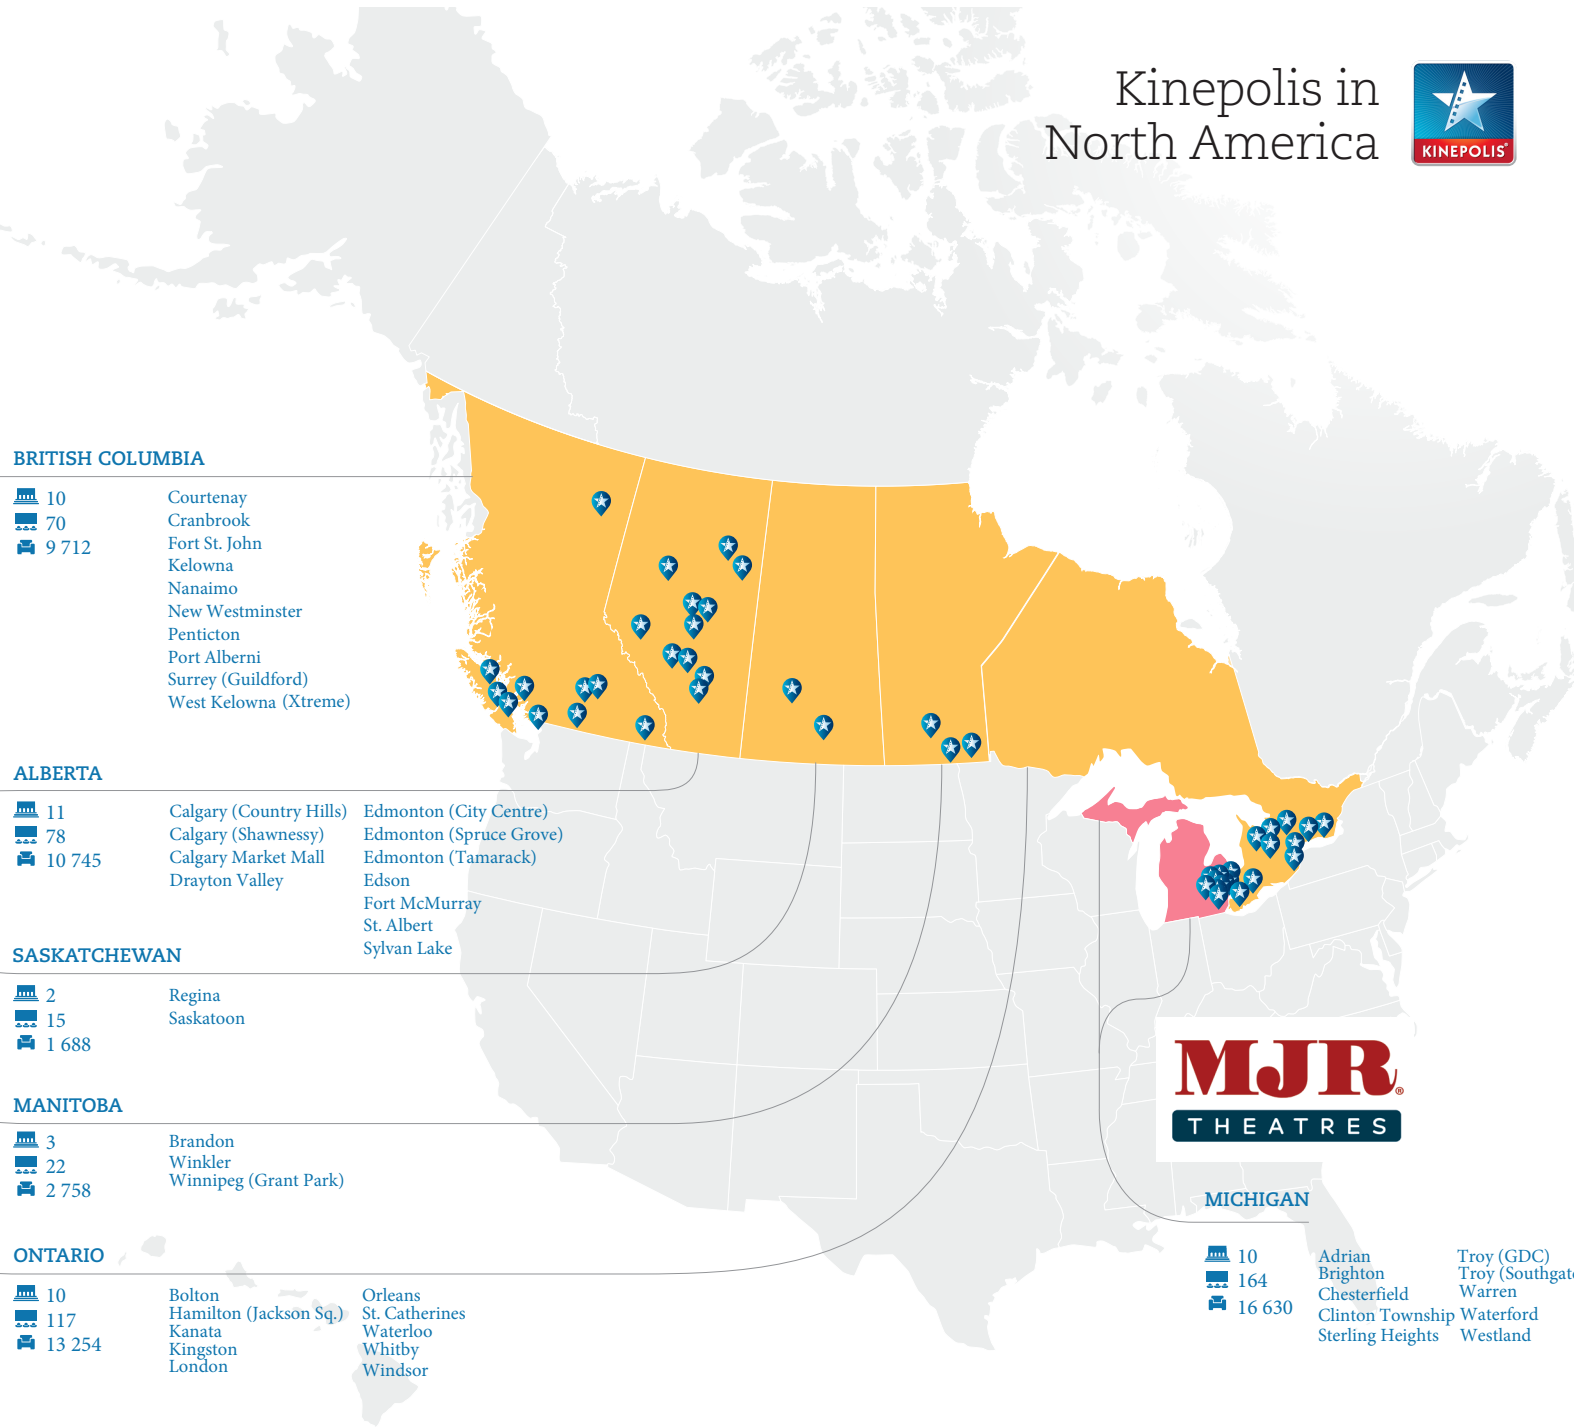 Kinepolis in
North America
KINEPOLIS®
BRITISH COLUMBIA
10
70
9 712
Courtenay
Cranbrook
Fort St. John
Kelowna
Nanaimo
New Westminster
Penticton
Port Alberni
Surrey (Guildford)
West Kelowna (Xtreme)
ALBERTA
11
78
10 745
Calgary (Country Hills)
Calgary (Shawnessy)
Calgary Market Mall
Drayton Valley
Edmonton (City Centre)
Edmonton (Spruce Grove)
Edmonton (Tamarack)
Edson
Fort McMurray
St. Albert
Sylvan Lake
SASKATCHEWAN
2
15
1 688
Regina
Saskatoon
MANITOBA
3
22
2 758
Brandon
Winkler
Winnipeg (Grant Park)
ONTARIO
10
117
13 254
Bolton
Hamilton (Jackson Sq.)
Kanata
Kingston
London
Orleans
St. Catherines
Waterloo
Whitby
Windsor
MJR®
THEATRES
MICHIGAN
10
164
16 630
Adrian
Brighton
Chesterfield
Clinton Township
Sterling Heights
Troy (GDC)
Troy (Southgate
Warren
Waterford
Westland